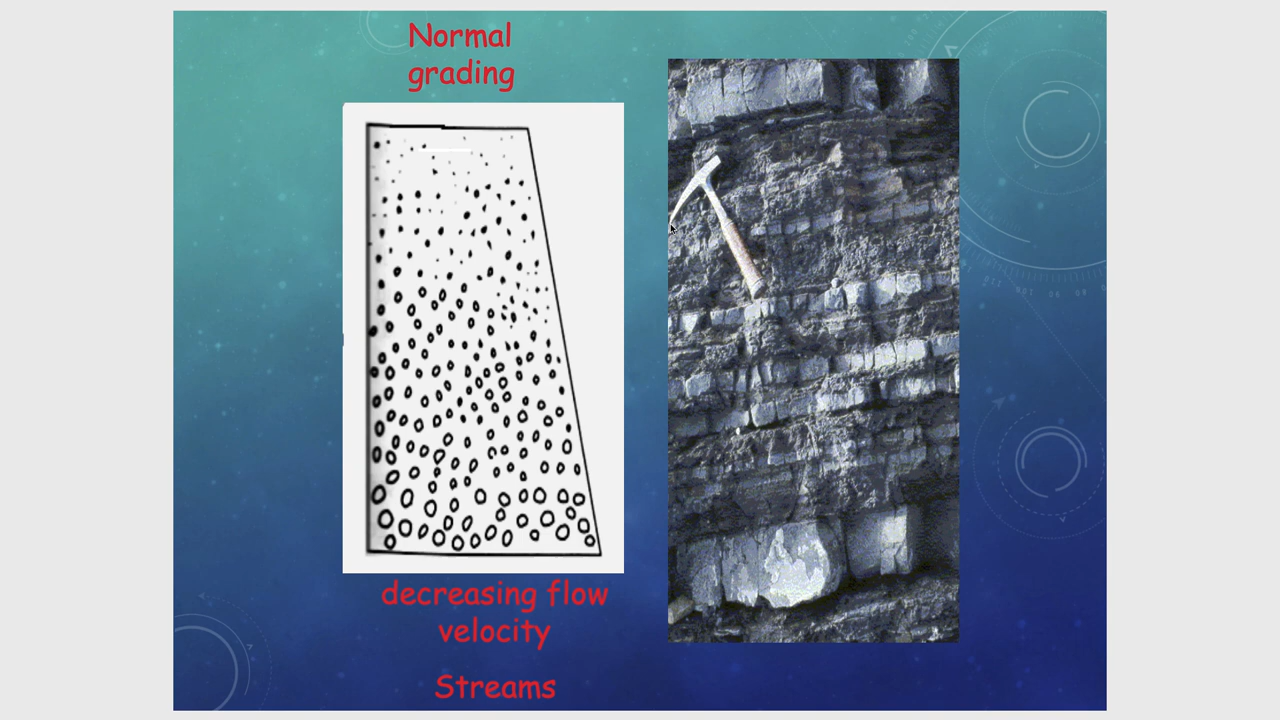 Normal
grading
decreasing flow
velocity
Streams